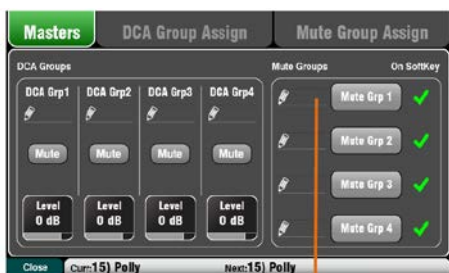 Masters DCA Group Assign Mute Group Assign
DCA Groups Mute Groups On SoftKey
DCA Grp1 DCA Grp2 DCA Grp3 DCA Grp4
Mute Grp 1
Mute Mute Mute Mute
Mute Grp 2
Mute Grp 3
Level Level Level Level
0 dB 0 dB 0 dB 0 dB
Mute Grp 4
Close Curr:15) Polly Next:15) Polly